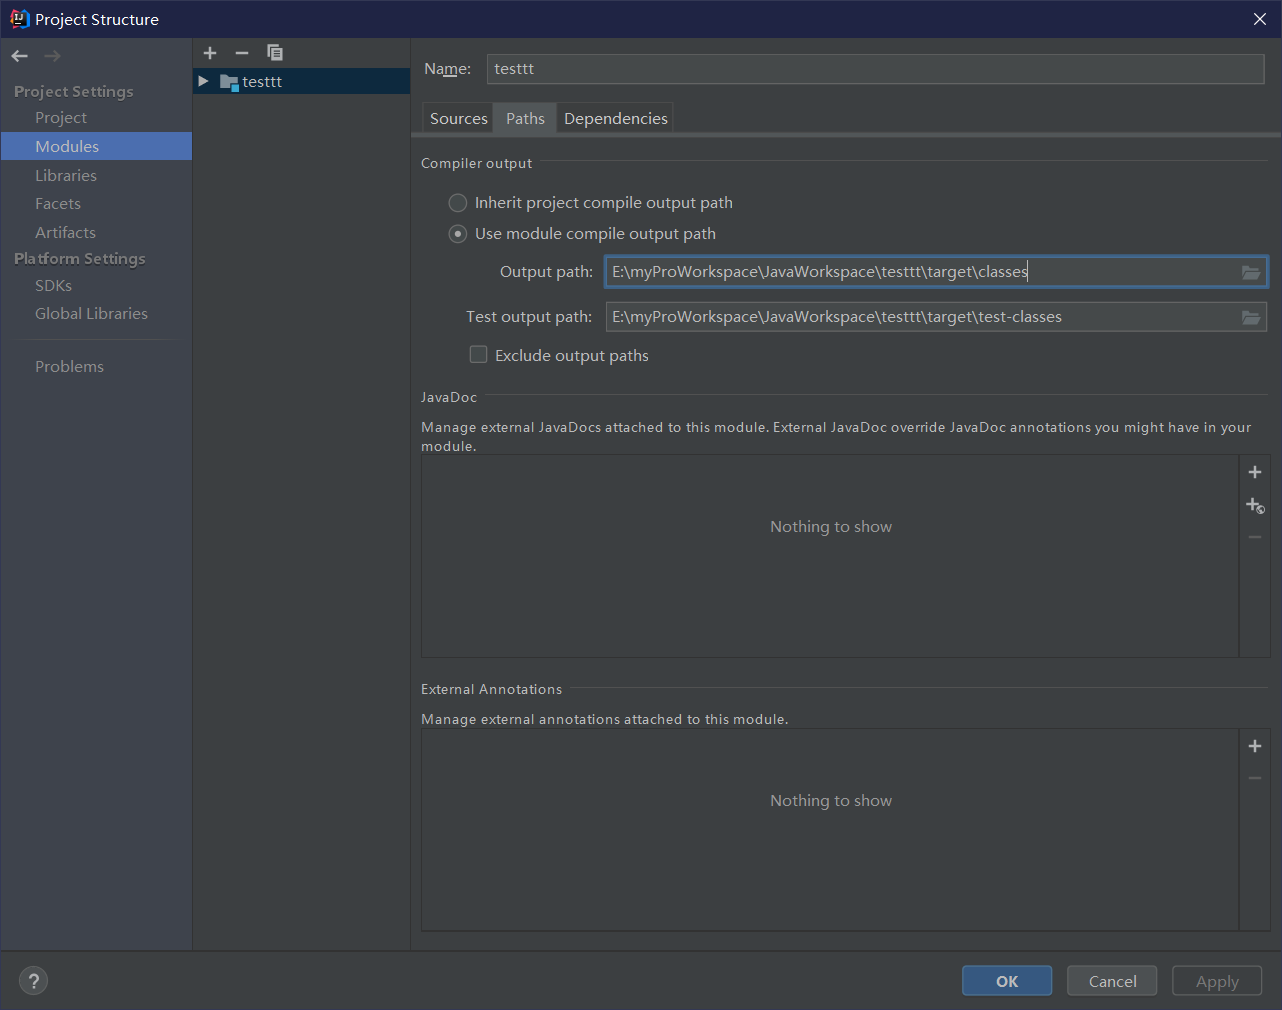 Project Structure
Project Settings
Project
Modules
Libraries
Facets
Artifacts
Platform Settings
SDKs
Global Libraries
Problems
testtt
Name: testtt
Sources Paths Dependencies
Compiler output
Inherit project compile output path
Use module compile output path
Output path: E:\myProWorkspace\JavaWorkspace\testtt\target\classes
Test output path: E:\myProWorkspace\JavaWorkspace\testtt\target\test-classes
Exclude output paths
JavaDoc
Manage external JavaDocs attached to this module. External JavaDoc override JavaDoc annotations you might have in your
module.
Nothing to show
External Annotations
Manage external annotations attached to this module.
Nothing to show
? OK Cancel Apply